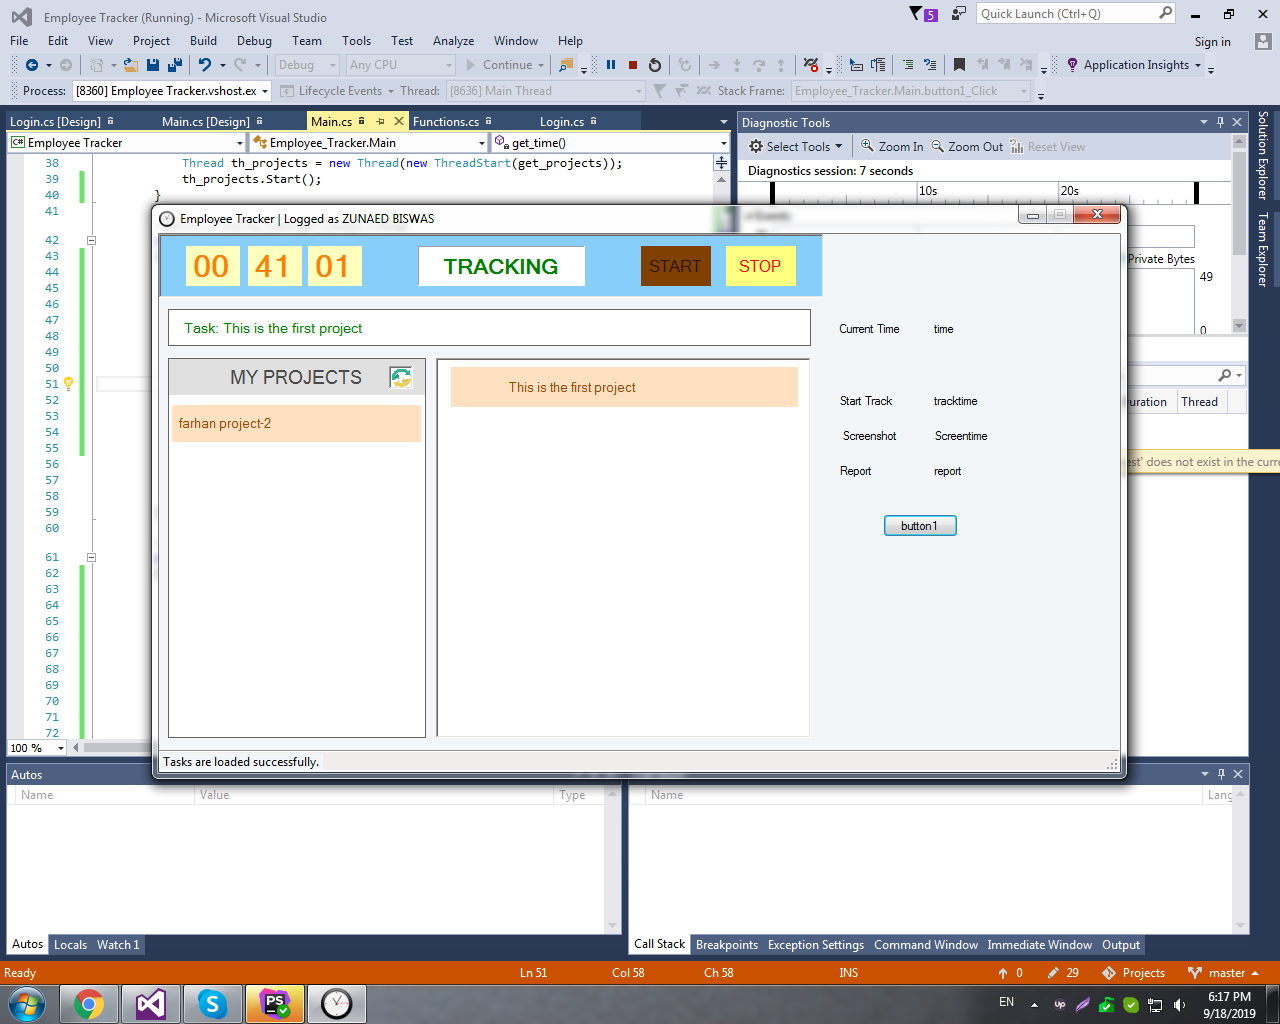 Employee Tracker (Running) - Microsoft Visual Studio
5
Quick Launch (Ctrl+Q)
File Edit View Project Build Debug Team Tools Test Analyze Window Help
Sign in
Debug Any CPU Continue Application Insights
Process: [8360] Employee Tracker.vshost.ex Lifecycle Events Thread: [8636] Main Thread Stack Frame: Employee_Tracker.Main.button1_Click
Login.cs [Design] Main.cs [Design] Main.cs Functions.cs Login.cs
C# Employee Tracker Employee_Tracker.Main get_time()
38 Thread th_projects = new Thread(new ThreadStart(get_projects));
39 th_projects.Start();
40 }
41
42
43
44
45
46
47
48
49
50
51
52
53
54
55
56
57
58
59
60
61
62
63
64
65
66
67
68
69
70
71
72
100 %
Diagnostic Tools
Select Tools Zoom In Zoom Out Reset View
Diagnostics session: 7 seconds
10s 20s
Events
Private Bytes
49
0
uration Thread
est' does not exist in the curre
Solution Explorer
Team Explorer
Employee Tracker | Logged as ZUNAED BISWAS
00 41 01 TRACKING START STOP
Task: This is the first project
MY PROJECTS
farhan project-2
This is the first project
Current Time time
Start Track tracktime
Screenshot Screentime
Report report
button1
Tasks are loaded successfully.
Autos
Name Value Type
Name Lang
Autos Locals Watch 1
Call Stack Breakpoints Exception Settings Command Window Immediate Window Output
Ready Ln 51 Col 58 Ch 58 INS 0 29 Projects master
S PS EN up 6:17 PM
9/18/2019